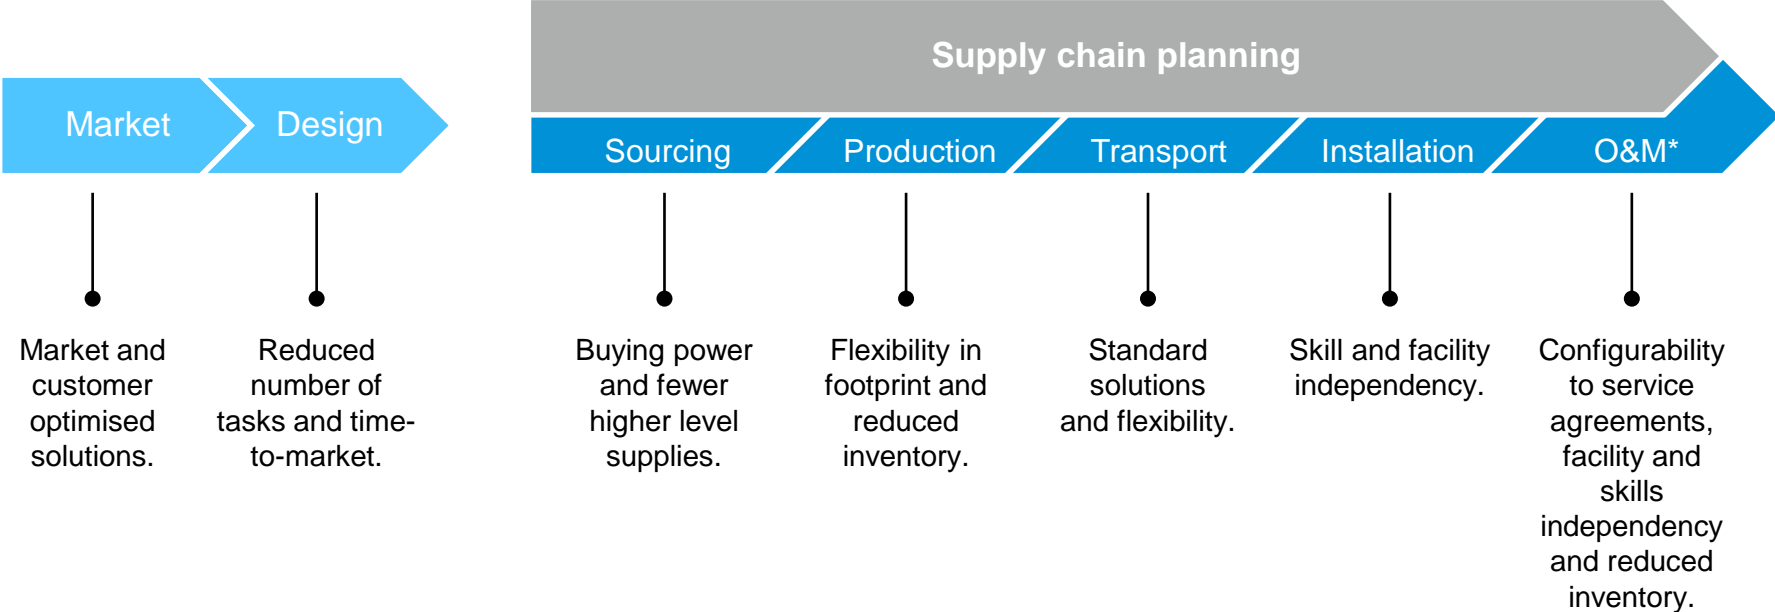 Supply chain planning
Market
Design
Sourcing
Production
Transport
Installation
O&M*
Market and
customer
optimised
solutions.
Reduced
number of
tasks and time-
to-market.
Buying power
and fewer
higher level
supplies.
Flexibility in
footprint and
reduced
inventory.
Standard
solutions
and flexibility.
Skill and facility
independency.
Configurability
to service
agreements,
facility and
skills
independency
and reduced
inventory.